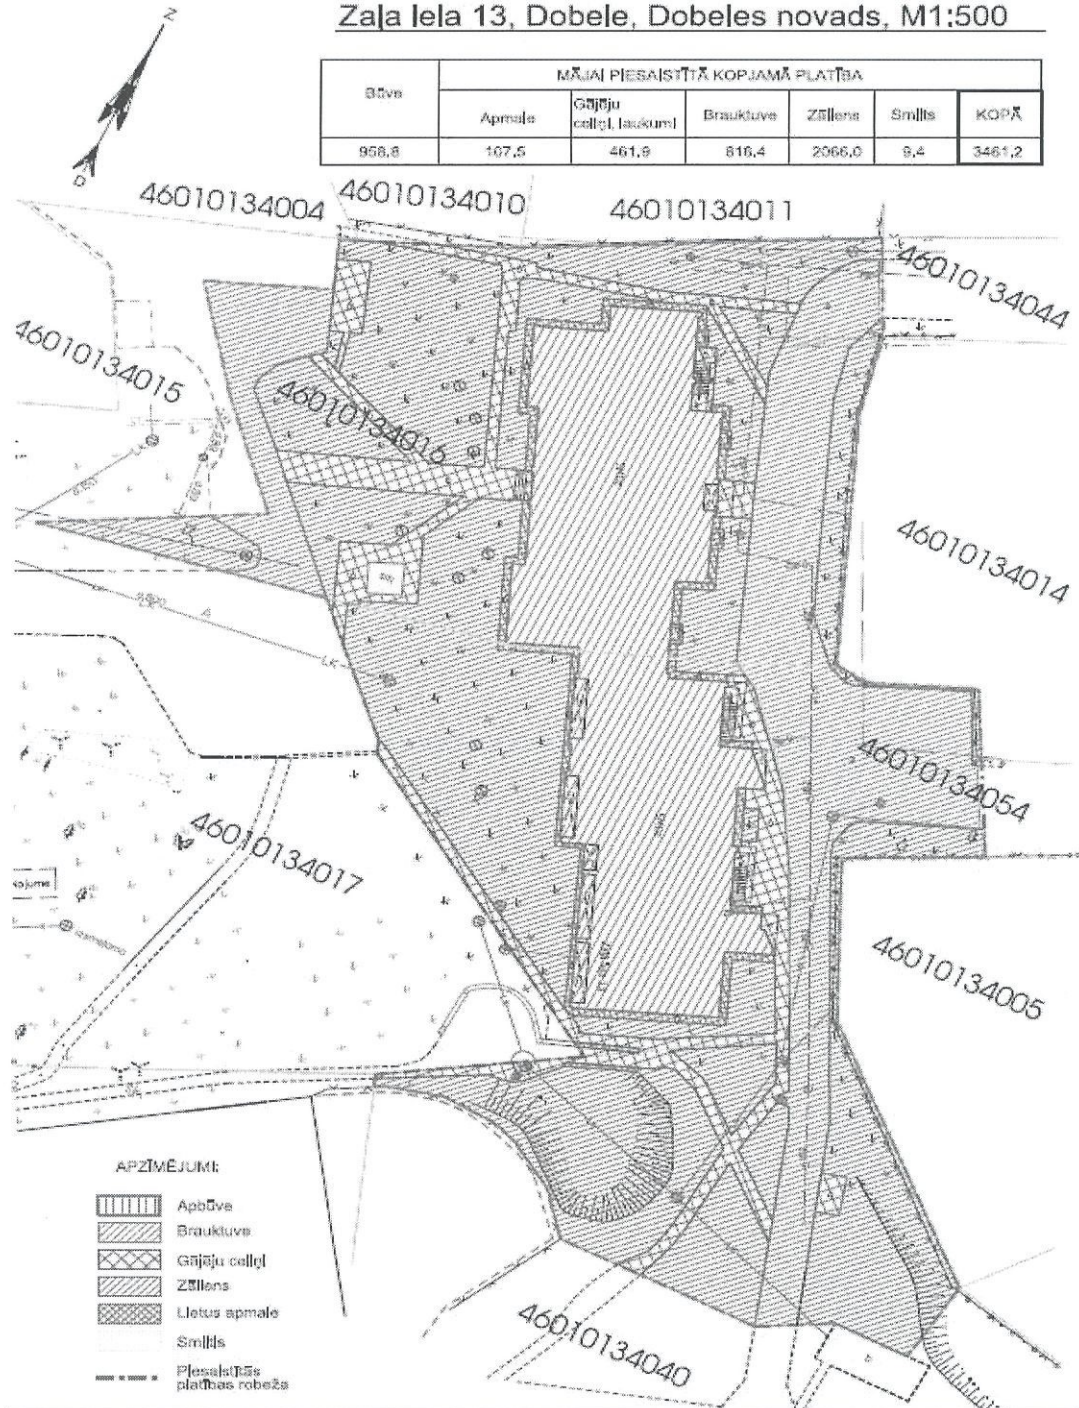 Zaļa Iela 13, Dobele, Dobeles novads, M1:500
Būve
MĀJAI PIESAISTĪTĀ KOPJAMĀ PLATĪBA
Apmale
Gājēju celiņi, laukumi
Brauktuve
Zāliens
Smilts
KOPĀ
958,8
107,5
461,9
816,4
2066,0
9,4
3461,2
Z
D
46010134004
46010134010
46010134011
46010134044
46010134015
46010134016
46010134014
46010134054
46010134017
46010134005
46010134040
APZĪMĒJUMI:
Apbūve
Brauktuve
Gājēju celiņi
Zāliens
Lietus apmale
Smilts
Piesaistītās
platības robeža